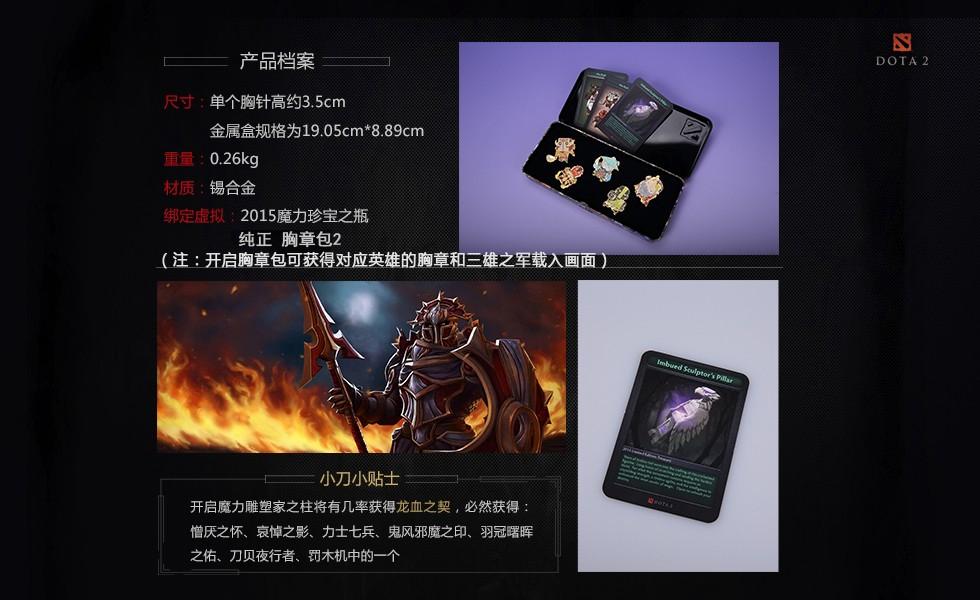 产品档案
DOTA 2
尺寸：单个胸针高约3.5cm
金属盒规格为19.05cm*8.89cm
重量：0.26kg
材质：锡合金
绑定虚拟：2015魔力珍宝之瓶
纯正 胸章包2
（注：开启胸章包可获得对应英雄的胸章和三雄之军载入画面）
Imbued Sculptor's Pillar
DOTA 2
小刀小贴士
开启魔力雕塑家之柱将有几率获得龙血之契，必然获得：
憎厌之怀、哀悼之影、力士七兵、鬼风邪魔之印、羽冠曙晖
之佑、刀贝夜行者、罚木机中的一个